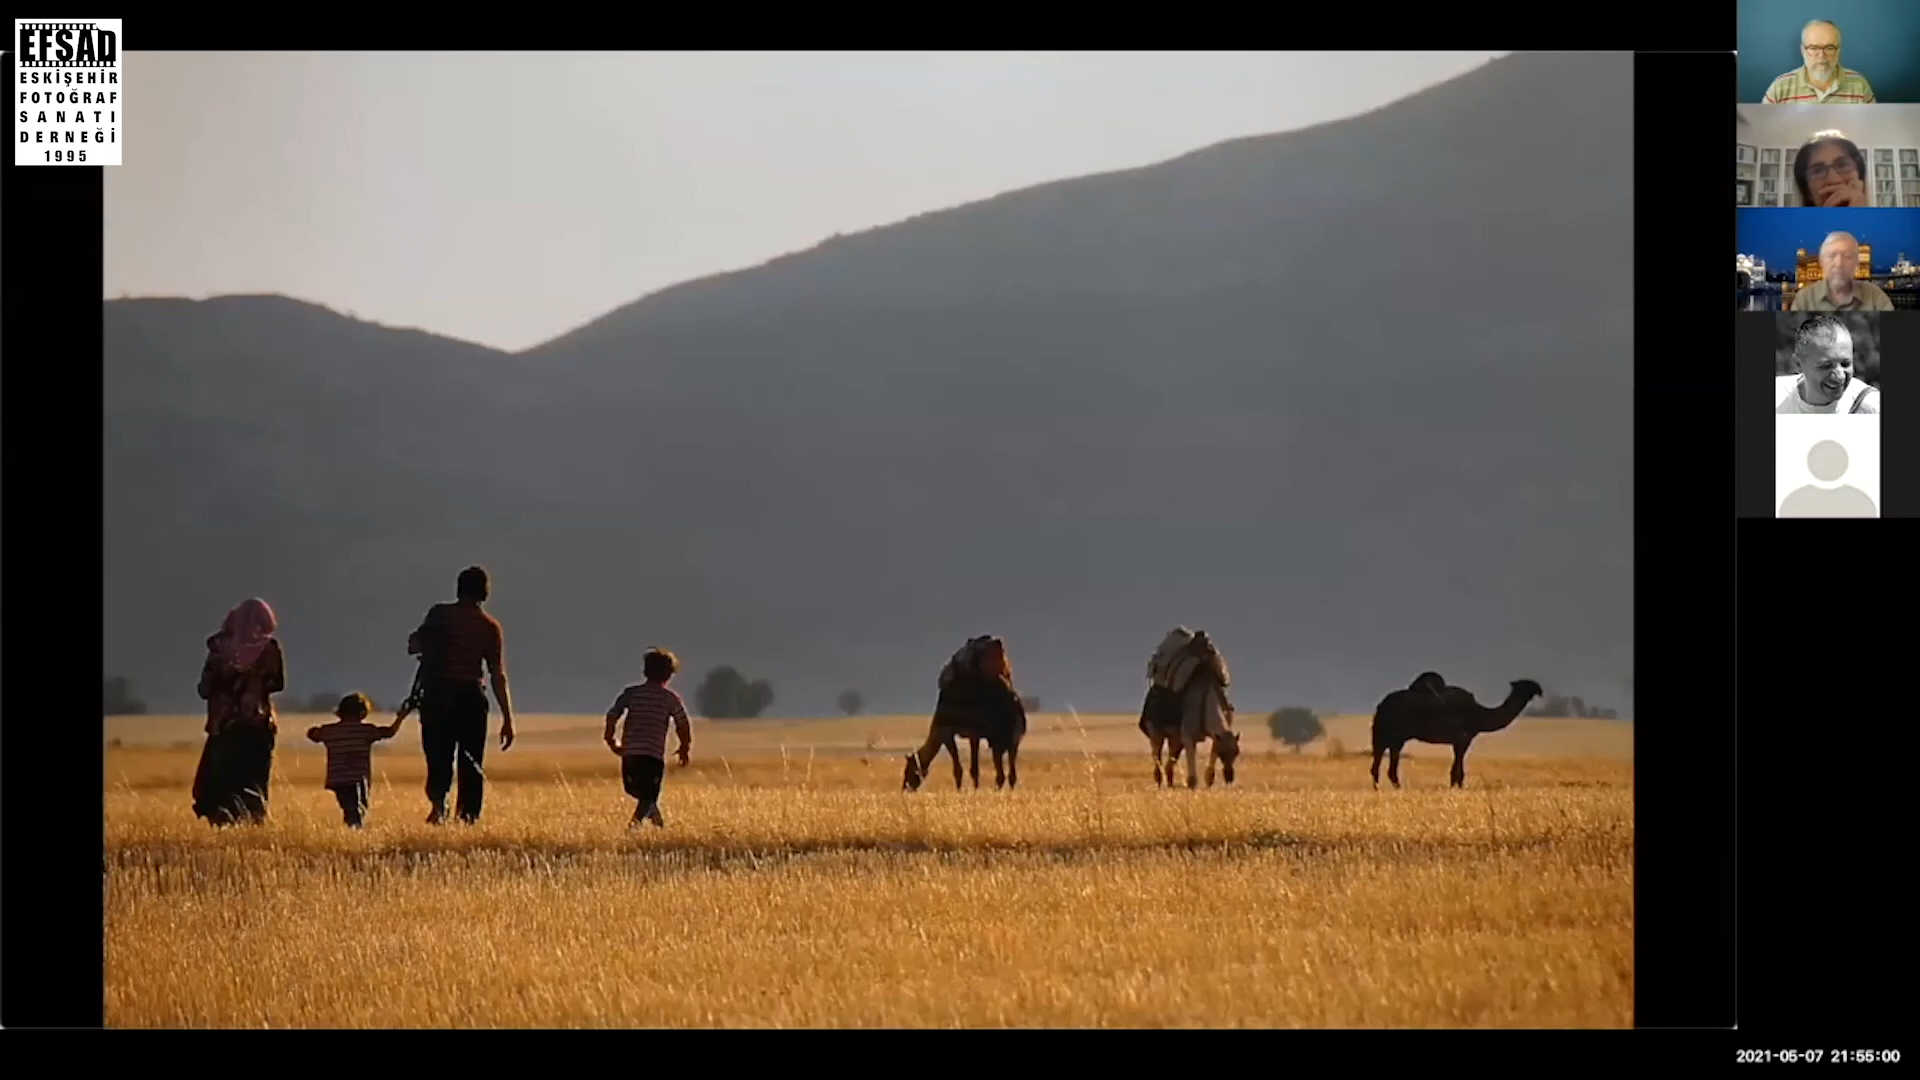 EFSAD
ESKİŞEHİR
FOTOĞRAF
SANATI
DERNEĞİ
1995
2021-05-07 21:55:00